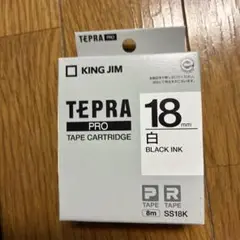 TEPRA PRO
KING JIM
TEPRA
PRO
TAPE CARTRIDGE
18mm
白
BLACK INK
P R
TAPE TAPE
8m SS18K